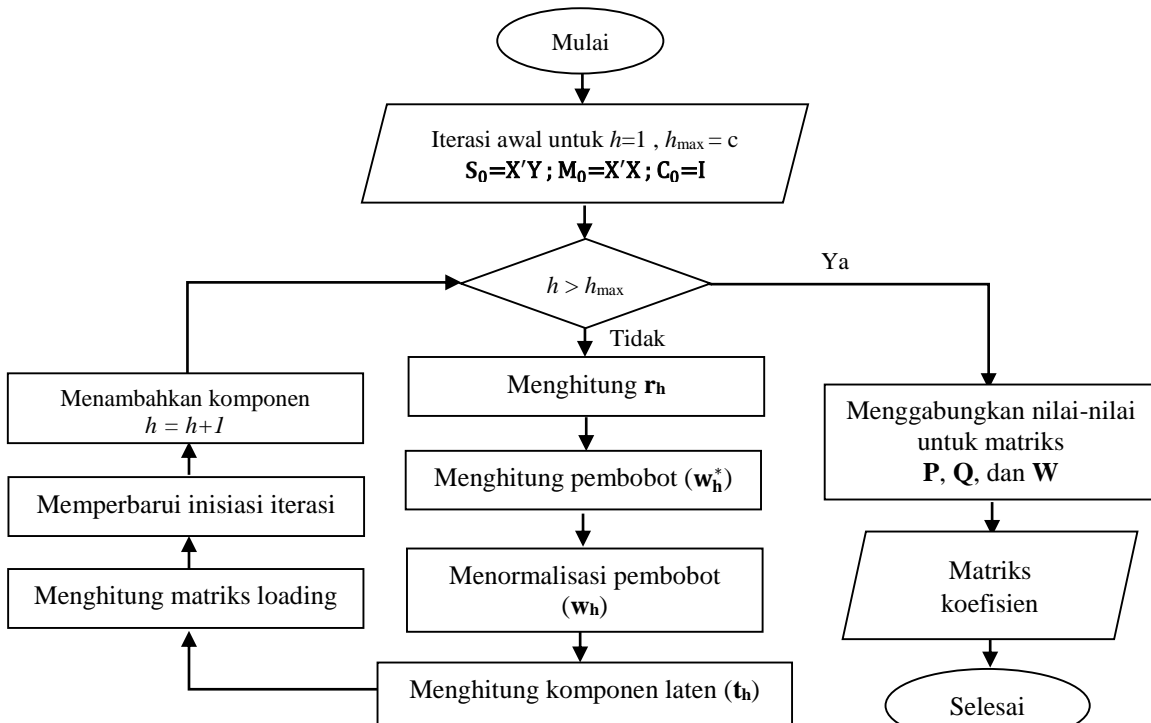 Mulai
Iterasi awal untuk h=1 , hmax = c
S₀=X′Y ; M₀=X′X ; C₀=I
h > hmax
Ya
Tidak
Menghitung rₕ
Menghitung pembobot (wₕ*)
Menormalisasi pembobot
(wₕ)
Menghitung komponen laten (tₕ)
Menghitung matriks loading
Memperbarui inisiasi iterasi
Menambahkan komponen
h = h+1
Menggabungkan nilai-nilai
untuk matriks
P, Q, dan W
Matriks
koefisien
Selesai